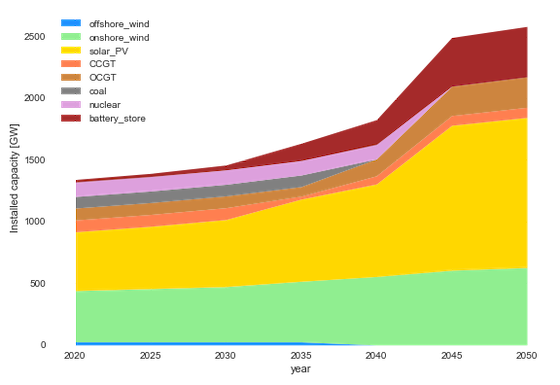 offshore_wind
onshore_wind
solar_PV
CCGT
OCGT
coal
nuclear
battery_store
Installed capacity [GW]
2500
2000
1500
1000
500
0
2020 2025 2030 2035 2040 2045 2050
year